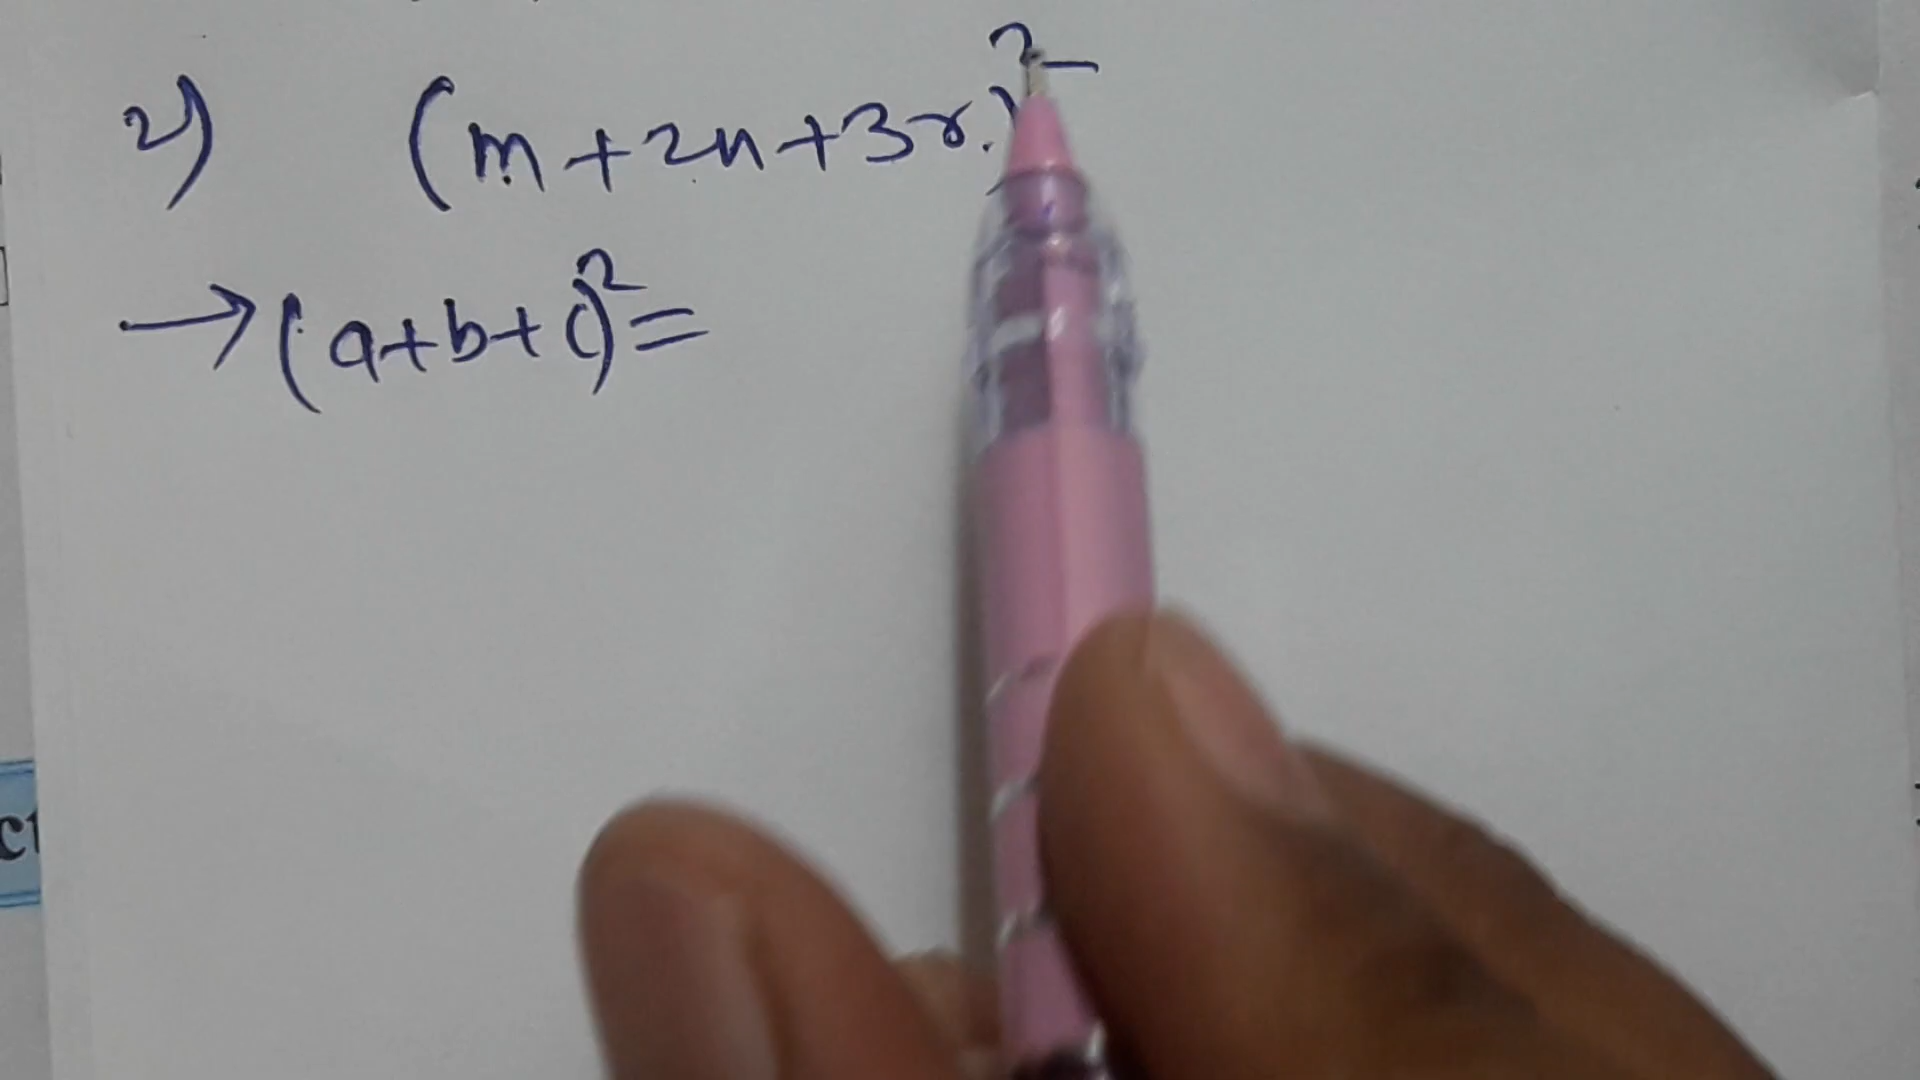 2) (m+2n+3r)²
→(a+b+c)²=